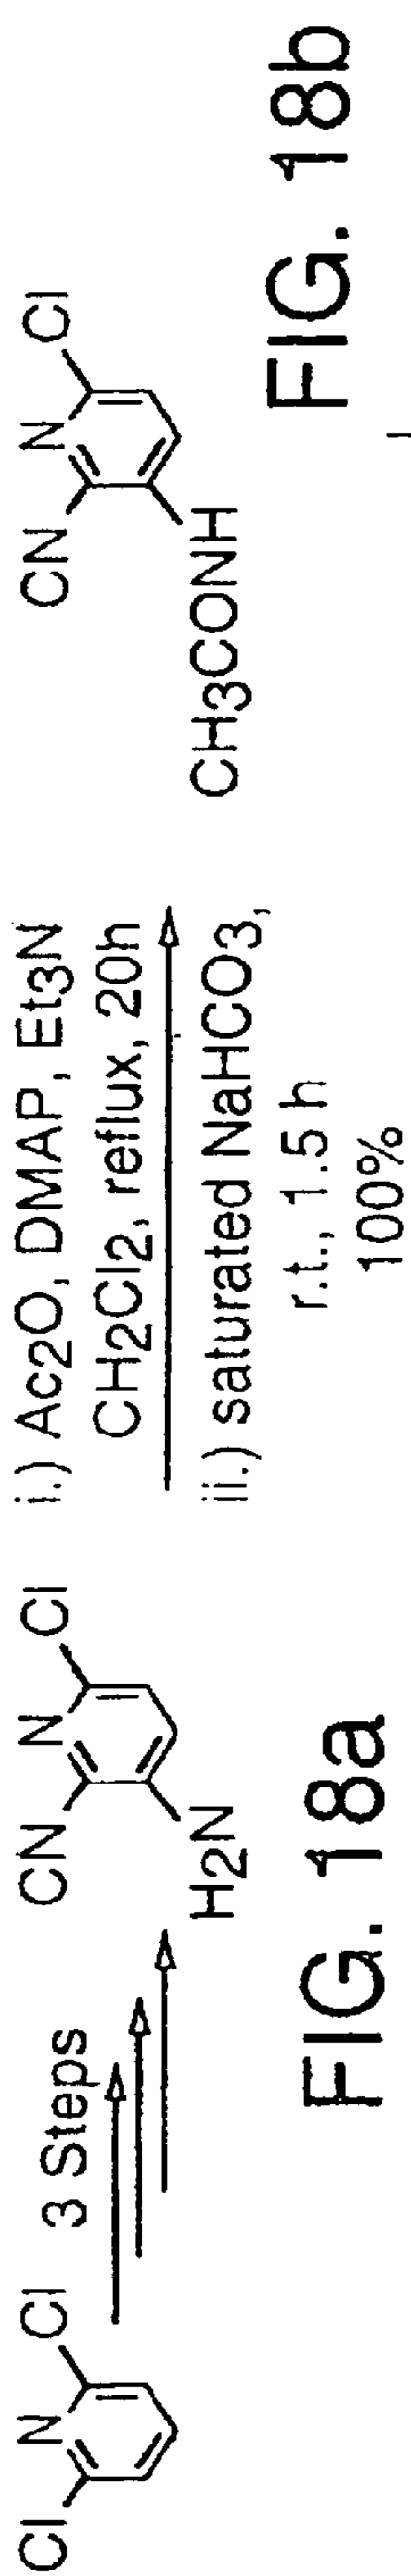 Cl N Cl
3 Steps
CN N Cl
H2N
FIG. 18a
i.) Ac2O, DMAP, Et3N
CH2Cl2, reflux, 20h
ii.) saturated NaHCO3,
r.t., 1.5 h
100%
CN N Cl
CH3CONH
FIG. 18b